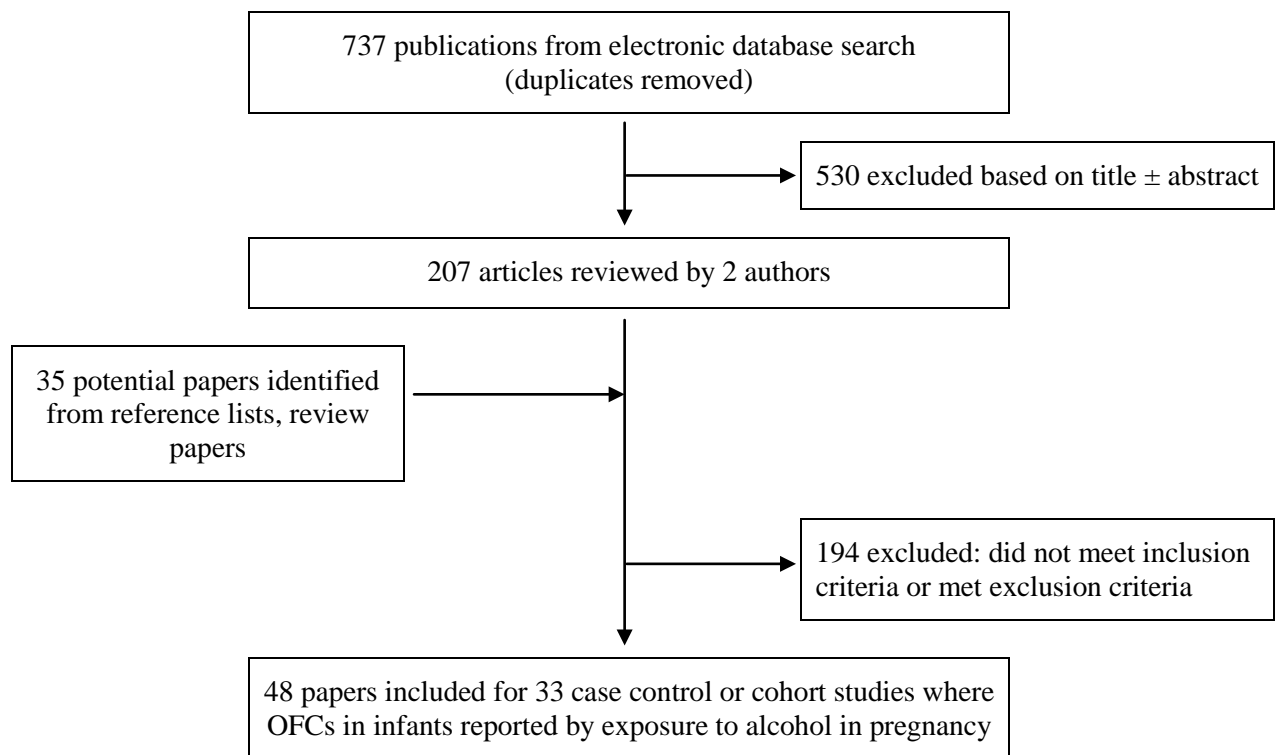 737 publications from electronic database search
(duplicates removed)
530 excluded based on title ± abstract
207 articles reviewed by 2 authors
35 potential papers identified
from reference lists, review
papers
194 excluded: did not meet inclusion
criteria or met exclusion criteria
48 papers included for 33 case control or cohort studies where
OFCs in infants reported by exposure to alcohol in pregnancy